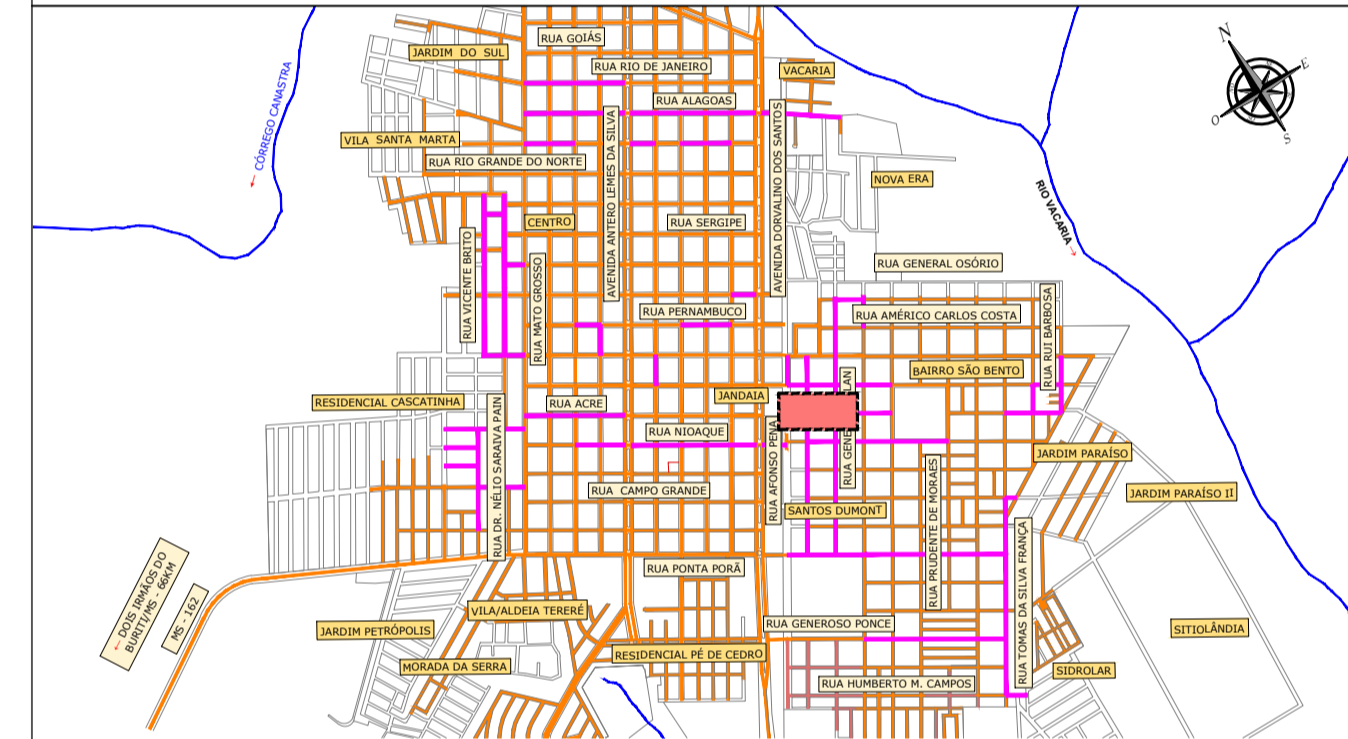 RUA GOIÁS
JARDIM DO SUL
RUA RIO DE JANEIRO
VACARIA
N
E
O
S
← CÓRREGO CANASTRA
RUA ALAGOAS
AVENIDA ANTERO LEMES DA SILVA
AVENIDA DORVALINO DOS SANTOS
VILA SANTA MARTA
RUA RIO GRANDE DO NORTE
NOVA ERA
RIO VACARIA →
CENTRO
RUA SERGIPE
RUA VICENTE BRITO
RUA MATO GROSSO
RUA GENERAL OSÓRIO
RUA PERNAMBUCO
RUA AMÉRICO CARLOS COSTA
RUA RUI BARBOSA
BAIRRO SÃO BENTO
RESIDENCIAL CASCATINHA
RUA ACRE
JANDAIA
RUA NIOAQUE
RUA AFONSO PENA
RUA GENE
LAN
RUA DR. NÉLIO SARAIVA PAIN
JARDIM PARAÍSO
RUA CAMPO GRANDE
SANTOS DUMONT
RUA PRUDENTE DE MORAES
JARDIM PARAÍSO II
RUA TOMAS DA SILVA FRANÇA
← DOIS IRMÃOS DO
BURITI/MS - 66KM
MS - 162
RUA PONTA PORÃ
VILA/ALDEIA TERERÉ
JARDIM PETRÓPOLIS
RUA GENEROSO PONCE
SITIOLÂNDIA
RESIDENCIAL PÉ DE CEDRO
MORADA DA SERRA
RUA HUMBERTO M. CAMPOS
SIDROLAR